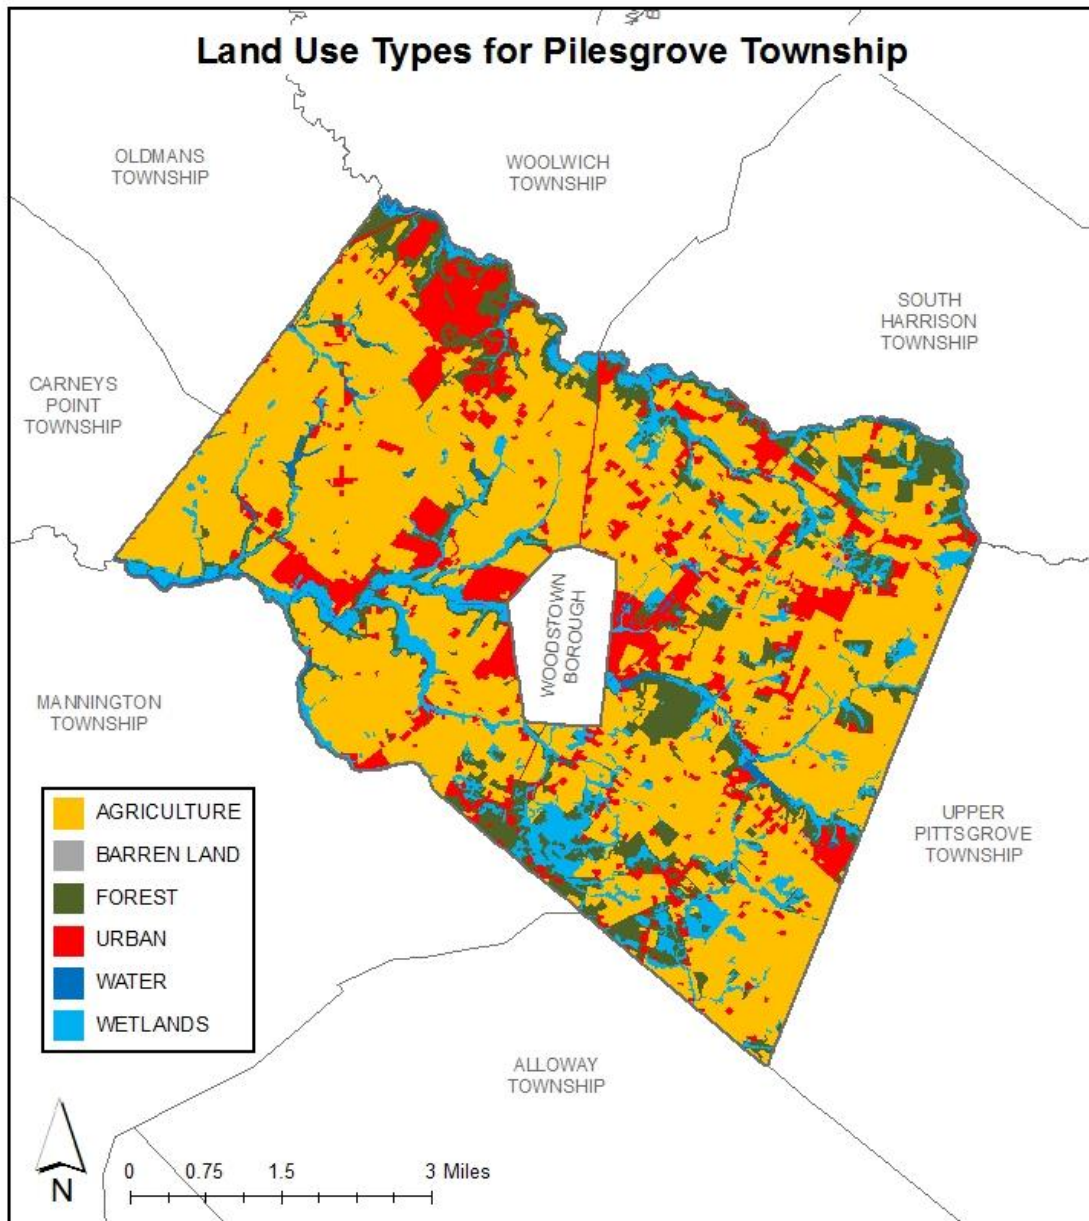 Land Use Types for Pilesgrove Township
OLDMANS
TOWNSHIP
WOOLWICH
TOWNSHIP
SOUTH
HARRISON
TOWNSHIP
CARNEYS
POINT
TOWNSHIP
WOODSTOWN
BOROUGH
MANNINGTON
TOWNSHIP
UPPER
PITTSGROVE
TOWNSHIP
AGRICULTURE
BARREN LAND
FOREST
URBAN
WATER
WETLANDS
ALLOWAY
TOWNSHIP
N
0 0.75 1.5 3 Miles